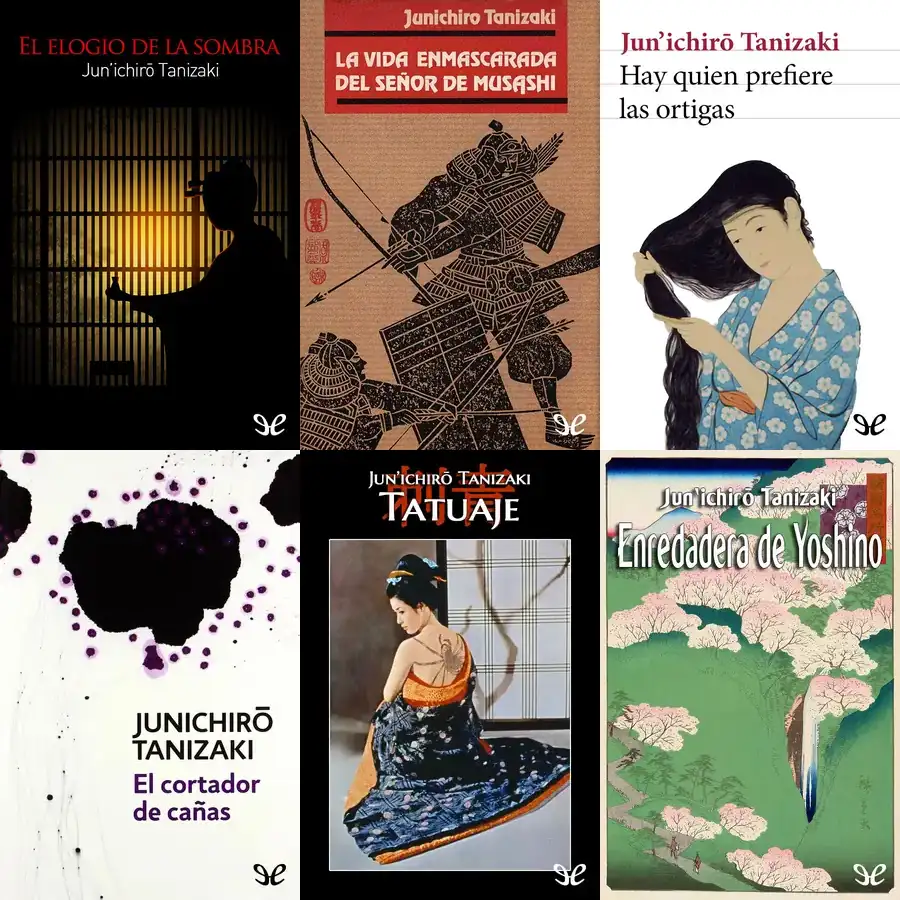 EL ELOGIO DE LA SOMBRA
Jun'ichirō Tanizaki
Junichiro Tanizaki
LA VIDA ENMASCARADA
DEL SEÑOR DE MUSASHI
Jun'ichirō Tanizaki
Hay quien prefiere
las ortigas
JUNICHIRŌ
TANIZAKI
El cortador
de cañas
JUN'ICHIRŌ TANIZAKI
刺青
TATUAJE
Jun'ichirō Tanizaki
Enredadera de Yoshino